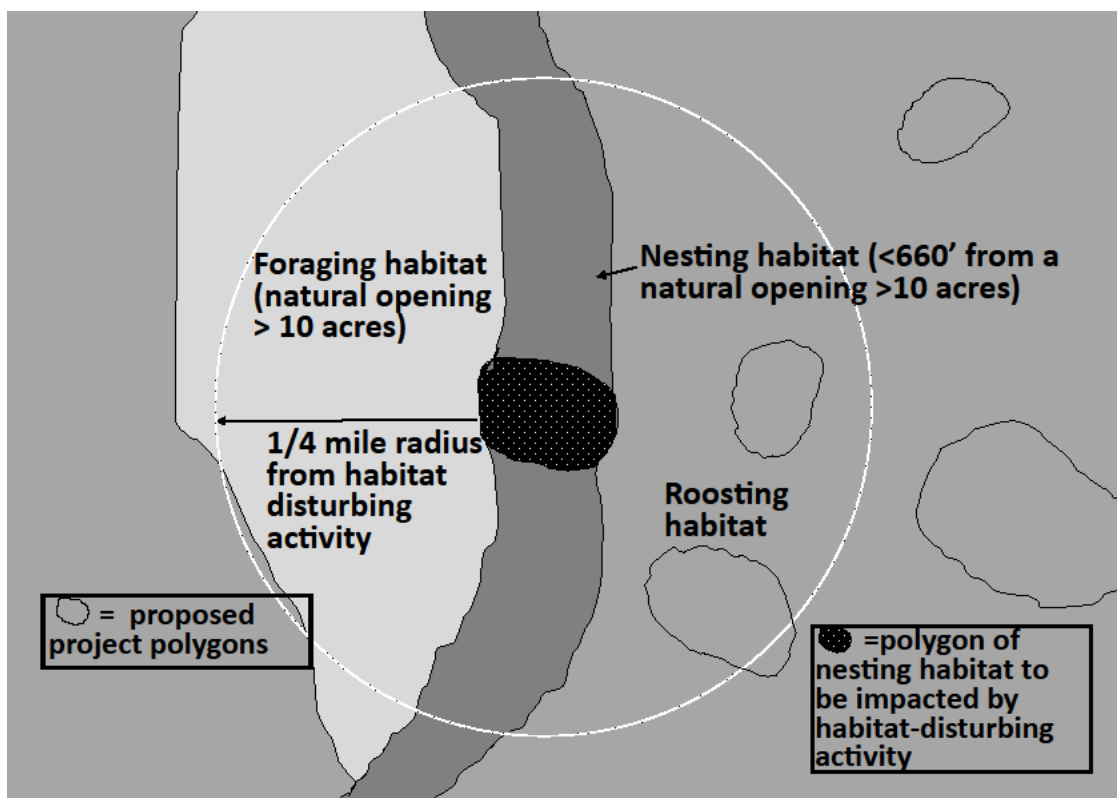 Foraging habitat
(natural opening
> 10 acres)
Nesting habitat (<660’ from a
natural opening >10 acres)
1/4 mile radius
from habitat
disturbing
activity
Roosting
habitat
= proposed
project polygons
=polygon of
nesting habitat to
be impacted by
habitat-disturbing
activity